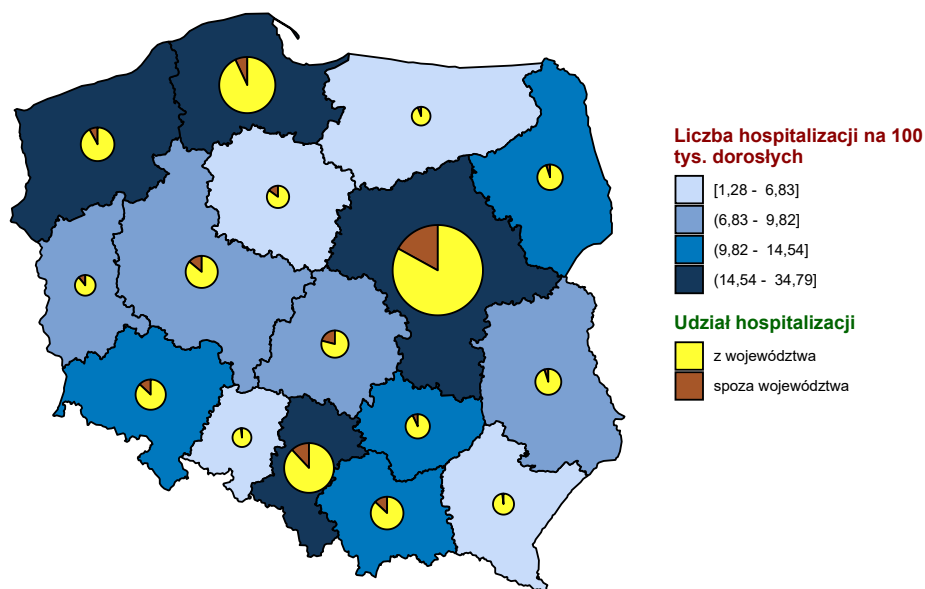 Liczba hospitalizacji na 100
tys. dorosłych
[1,28 - 6,83]
(6,83 - 9,82]
(9,82 - 14,54]
(14,54 - 34,79]
Udział hospitalizacji
z województwa
spoza województwa